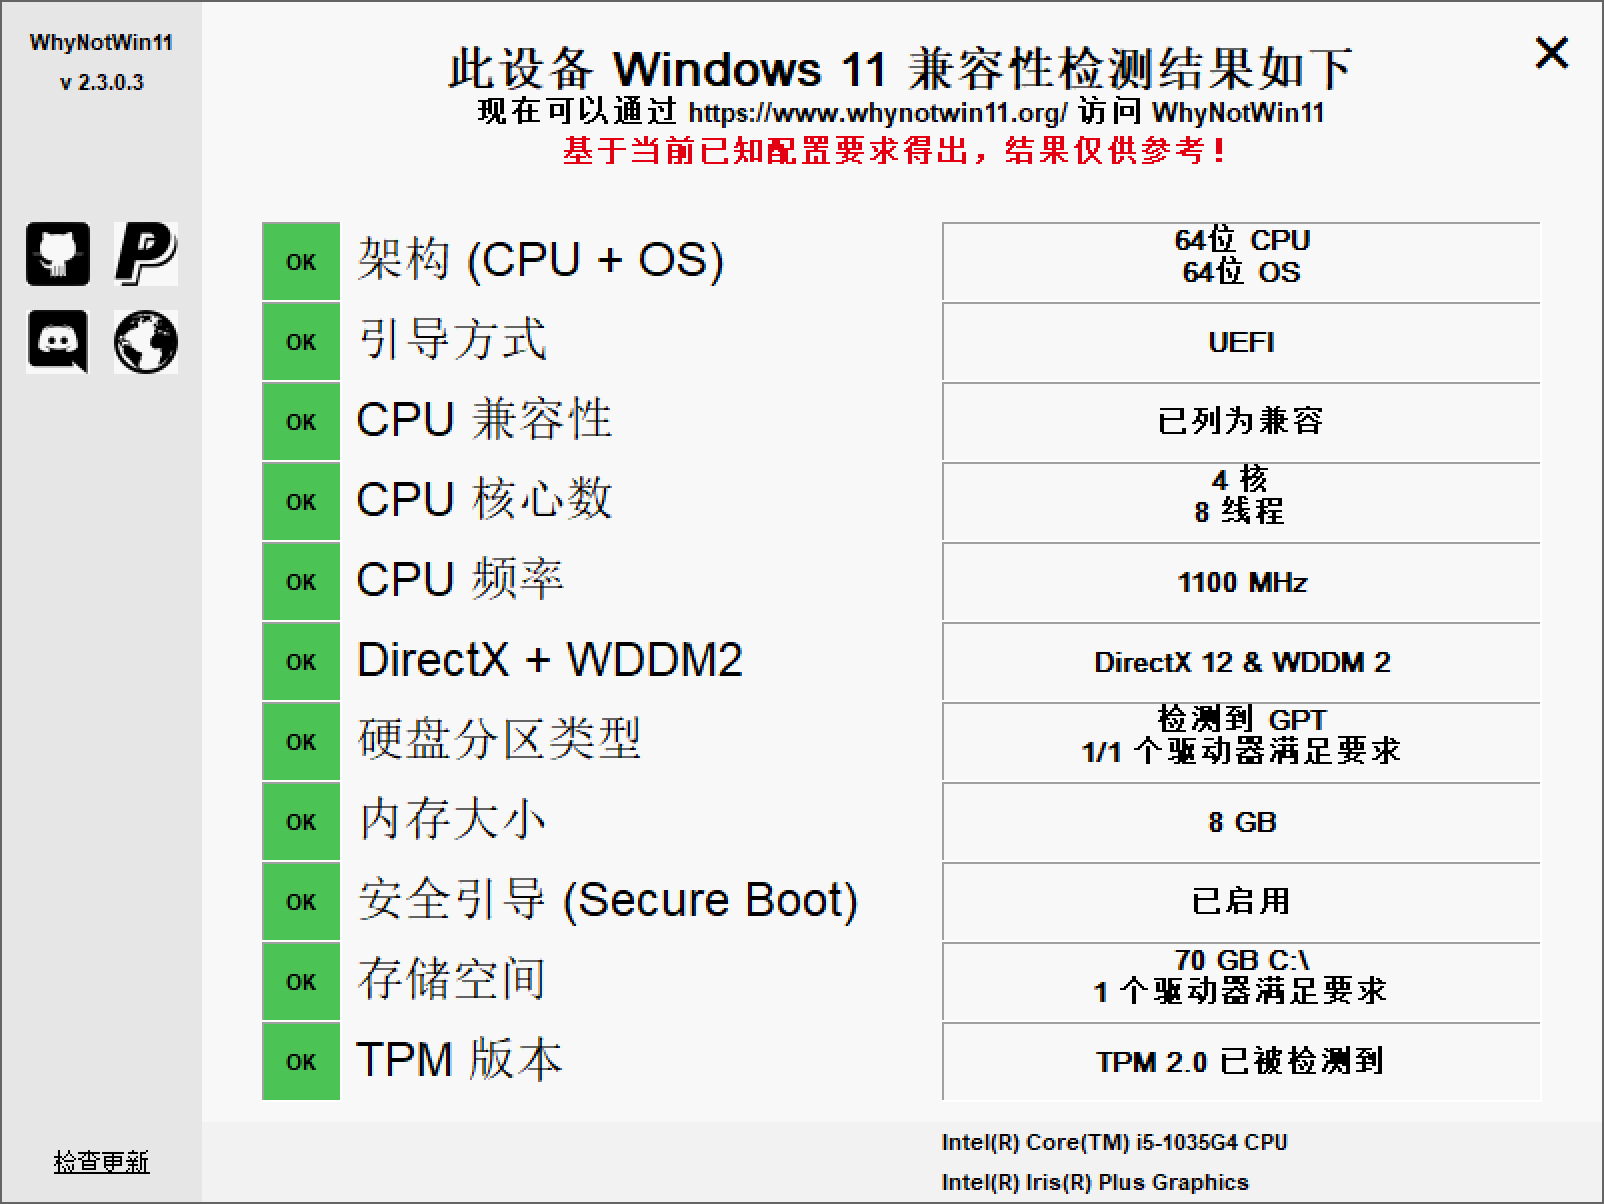 WhyNotWin11
v 2.3.0.3
此设备 Windows 11 兼容性检测结果如下
现在可以通过 https://www.whynotwin11.org/ 访问 WhyNotWin11
基于当前已知配置要求得出，结果仅供参考！
OK 架构 (CPU + OS)
64位 CPU
64位 OS
OK 引导方式
UEFI
OK CPU 兼容性
已列为兼容
OK CPU 核心数
4 核
8 线程
OK CPU 频率
1100 MHz
OK DirectX + WDDM2
DirectX 12 & WDDM 2
OK 硬盘分区类型
检测到 GPT
1/1 个驱动器满足要求
OK 内存大小
8 GB
OK 安全引导 (Secure Boot)
已启用
OK 存储空间
70 GB C:\
1 个驱动器满足要求
OK TPM 版本
TPM 2.0 已被检测到
检查更新
Intel(R) Core(TM) i5-1035G4 CPU
Intel(R) Iris(R) Plus Graphics